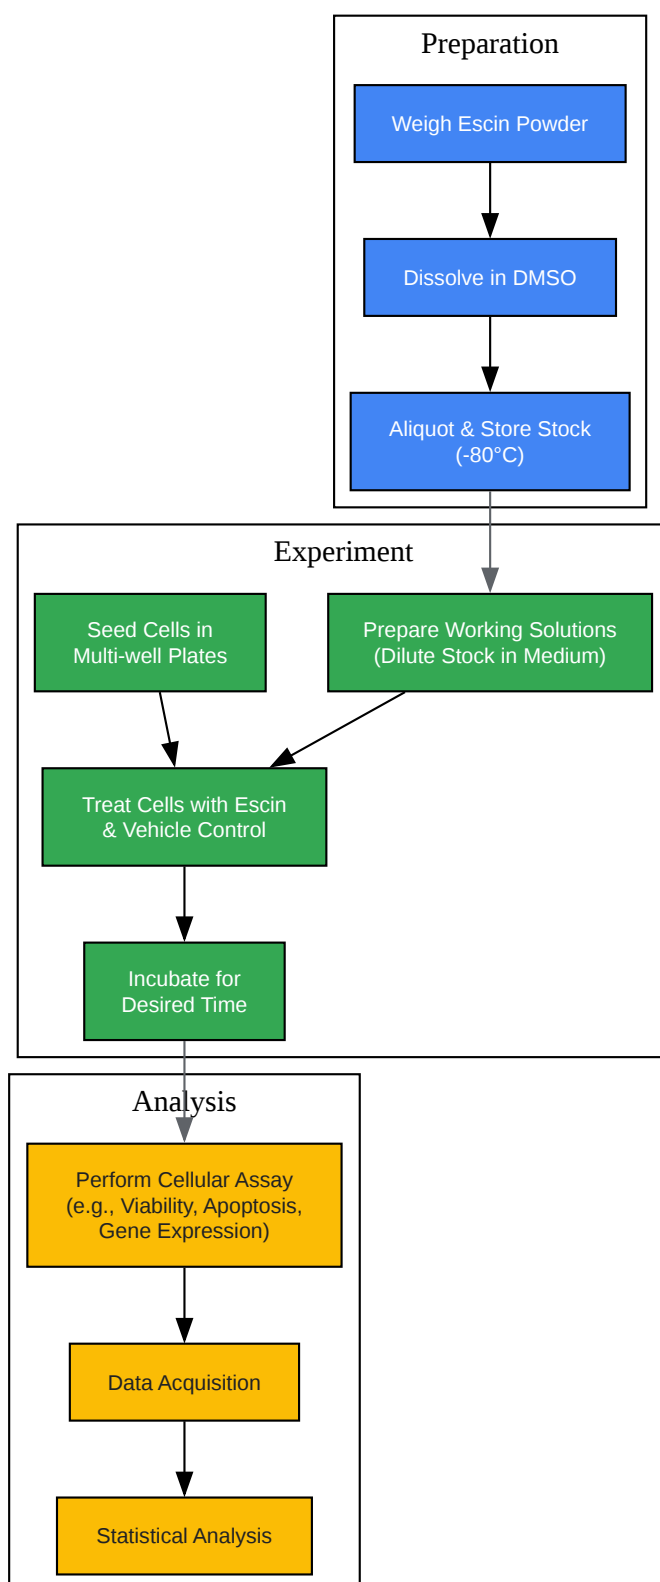 Preparation
Weigh Escin Powder
Dissolve in DMSO
Aliquot & Store Stock
(-80°C)
Experiment
Seed Cells in
Multi-well Plates
Prepare Working Solutions
(Dilute Stock in Medium)
Treat Cells with Escin
& Vehicle Control
Incubate for
Desired Time
Analysis
Perform Cellular Assay
(e.g., Viability, Apoptosis,
Gene Expression)
Data Acquisition
Statistical Analysis